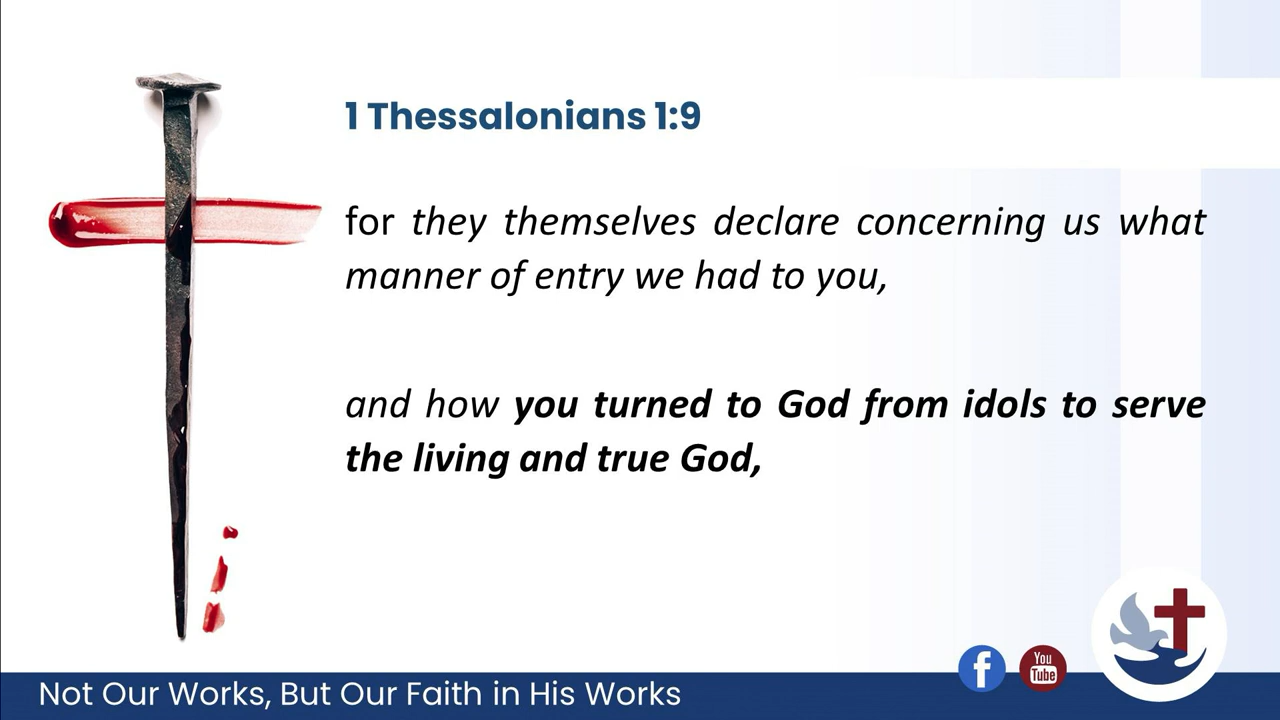 1 Thessalonians 1:9
for they themselves declare concerning us what
manner of entry we had to you,
and how you turned to God from idols to serve
the living and true God,
f
You
Tube
Not Our Works, But Our Faith in His Works